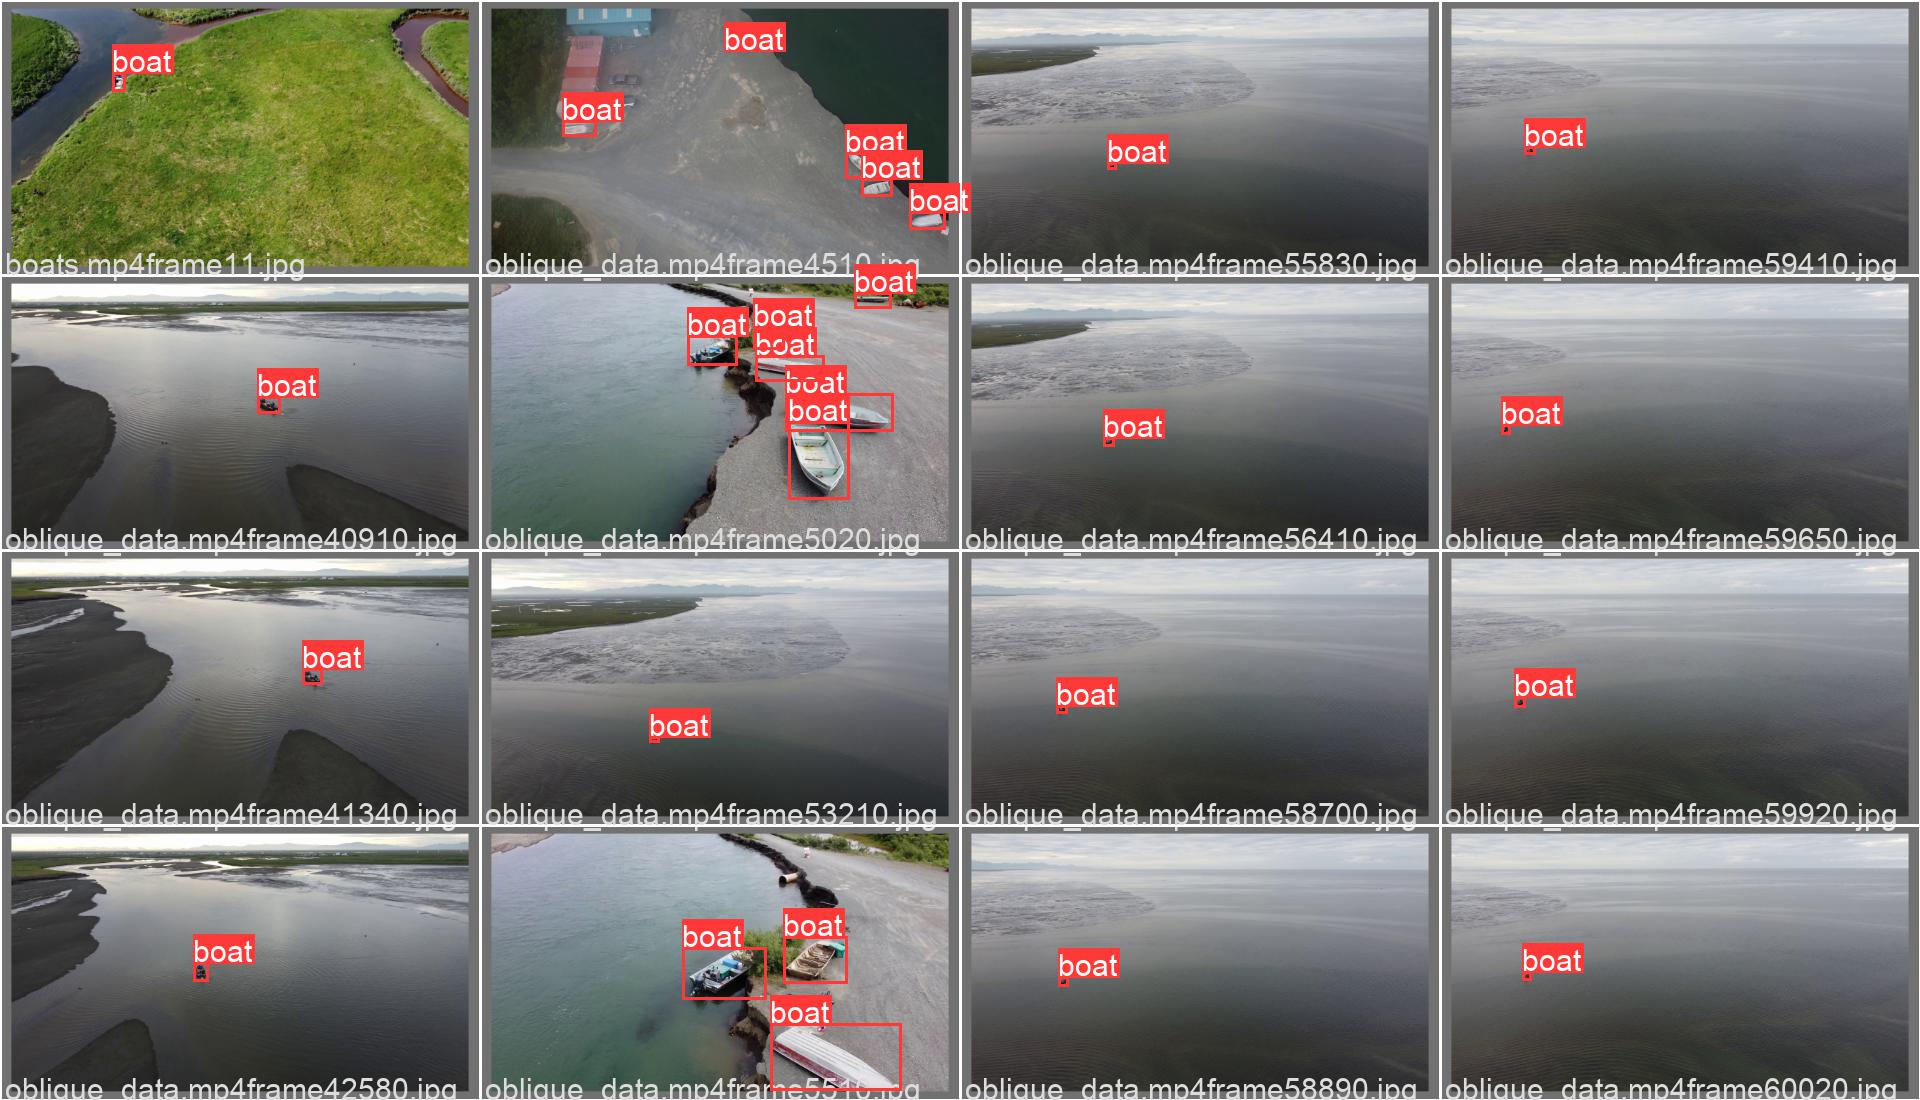 boat
boats.mp4frame11.jpg
boat
boat
boat
boat
boat
oblique_data.mp4frame4510.jpg
boat
oblique_data.mp4frame55830.jpg
boat
oblique_data.mp4frame59410.jpg
boat
oblique_data.mp4frame40910.jpg
boat
boat
boat
boat
boat
boat
oblique_data.mp4frame5020.jpg
boat
oblique_data.mp4frame56410.jpg
boat
oblique_data.mp4frame59650.jpg
boat
oblique_data.mp4frame41340.jpg
boat
oblique_data.mp4frame53210.jpg
boat
oblique_data.mp4frame58700.jpg
boat
oblique_data.mp4frame59920.jpg
boat
oblique_data.mp4frame42580.jpg
boat
boat
boat
oblique_data.mp4frame5510.jpg
boat
oblique_data.mp4frame58890.jpg
boat
oblique_data.mp4frame60020.jpg